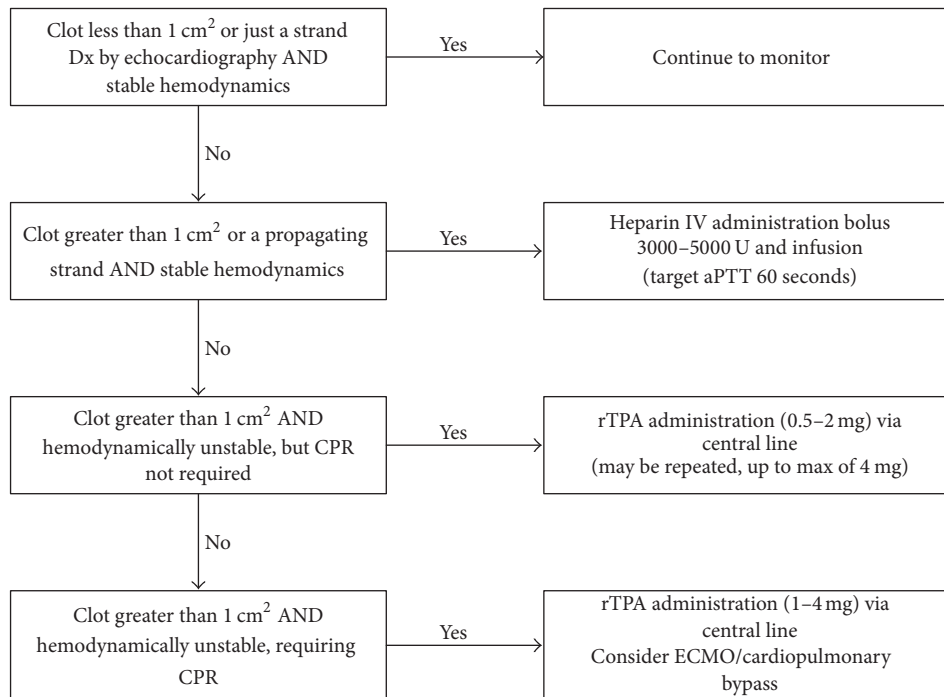 Clot less than 1 cm² or just a strand
Dx by echocardiography AND
stable hemodynamics
Yes
Continue to monitor
No
Clot greater than 1 cm² or a propagating
strand AND stable hemodynamics
Yes
Heparin IV administration bolus
3000–5000 U and infusion
(target aPTT 60 seconds)
No
Clot greater than 1 cm² AND
hemodynamically unstable, but CPR
not required
Yes
rTPA administration (0.5–2 mg) via
central line
(may be repeated, up to max of 4 mg)
No
Clot greater than 1 cm² AND
hemodynamically unstable, requiring
CPR
Yes
rTPA administration (1–4 mg) via
central line
Consider ECMO/cardiopulmonary
bypass